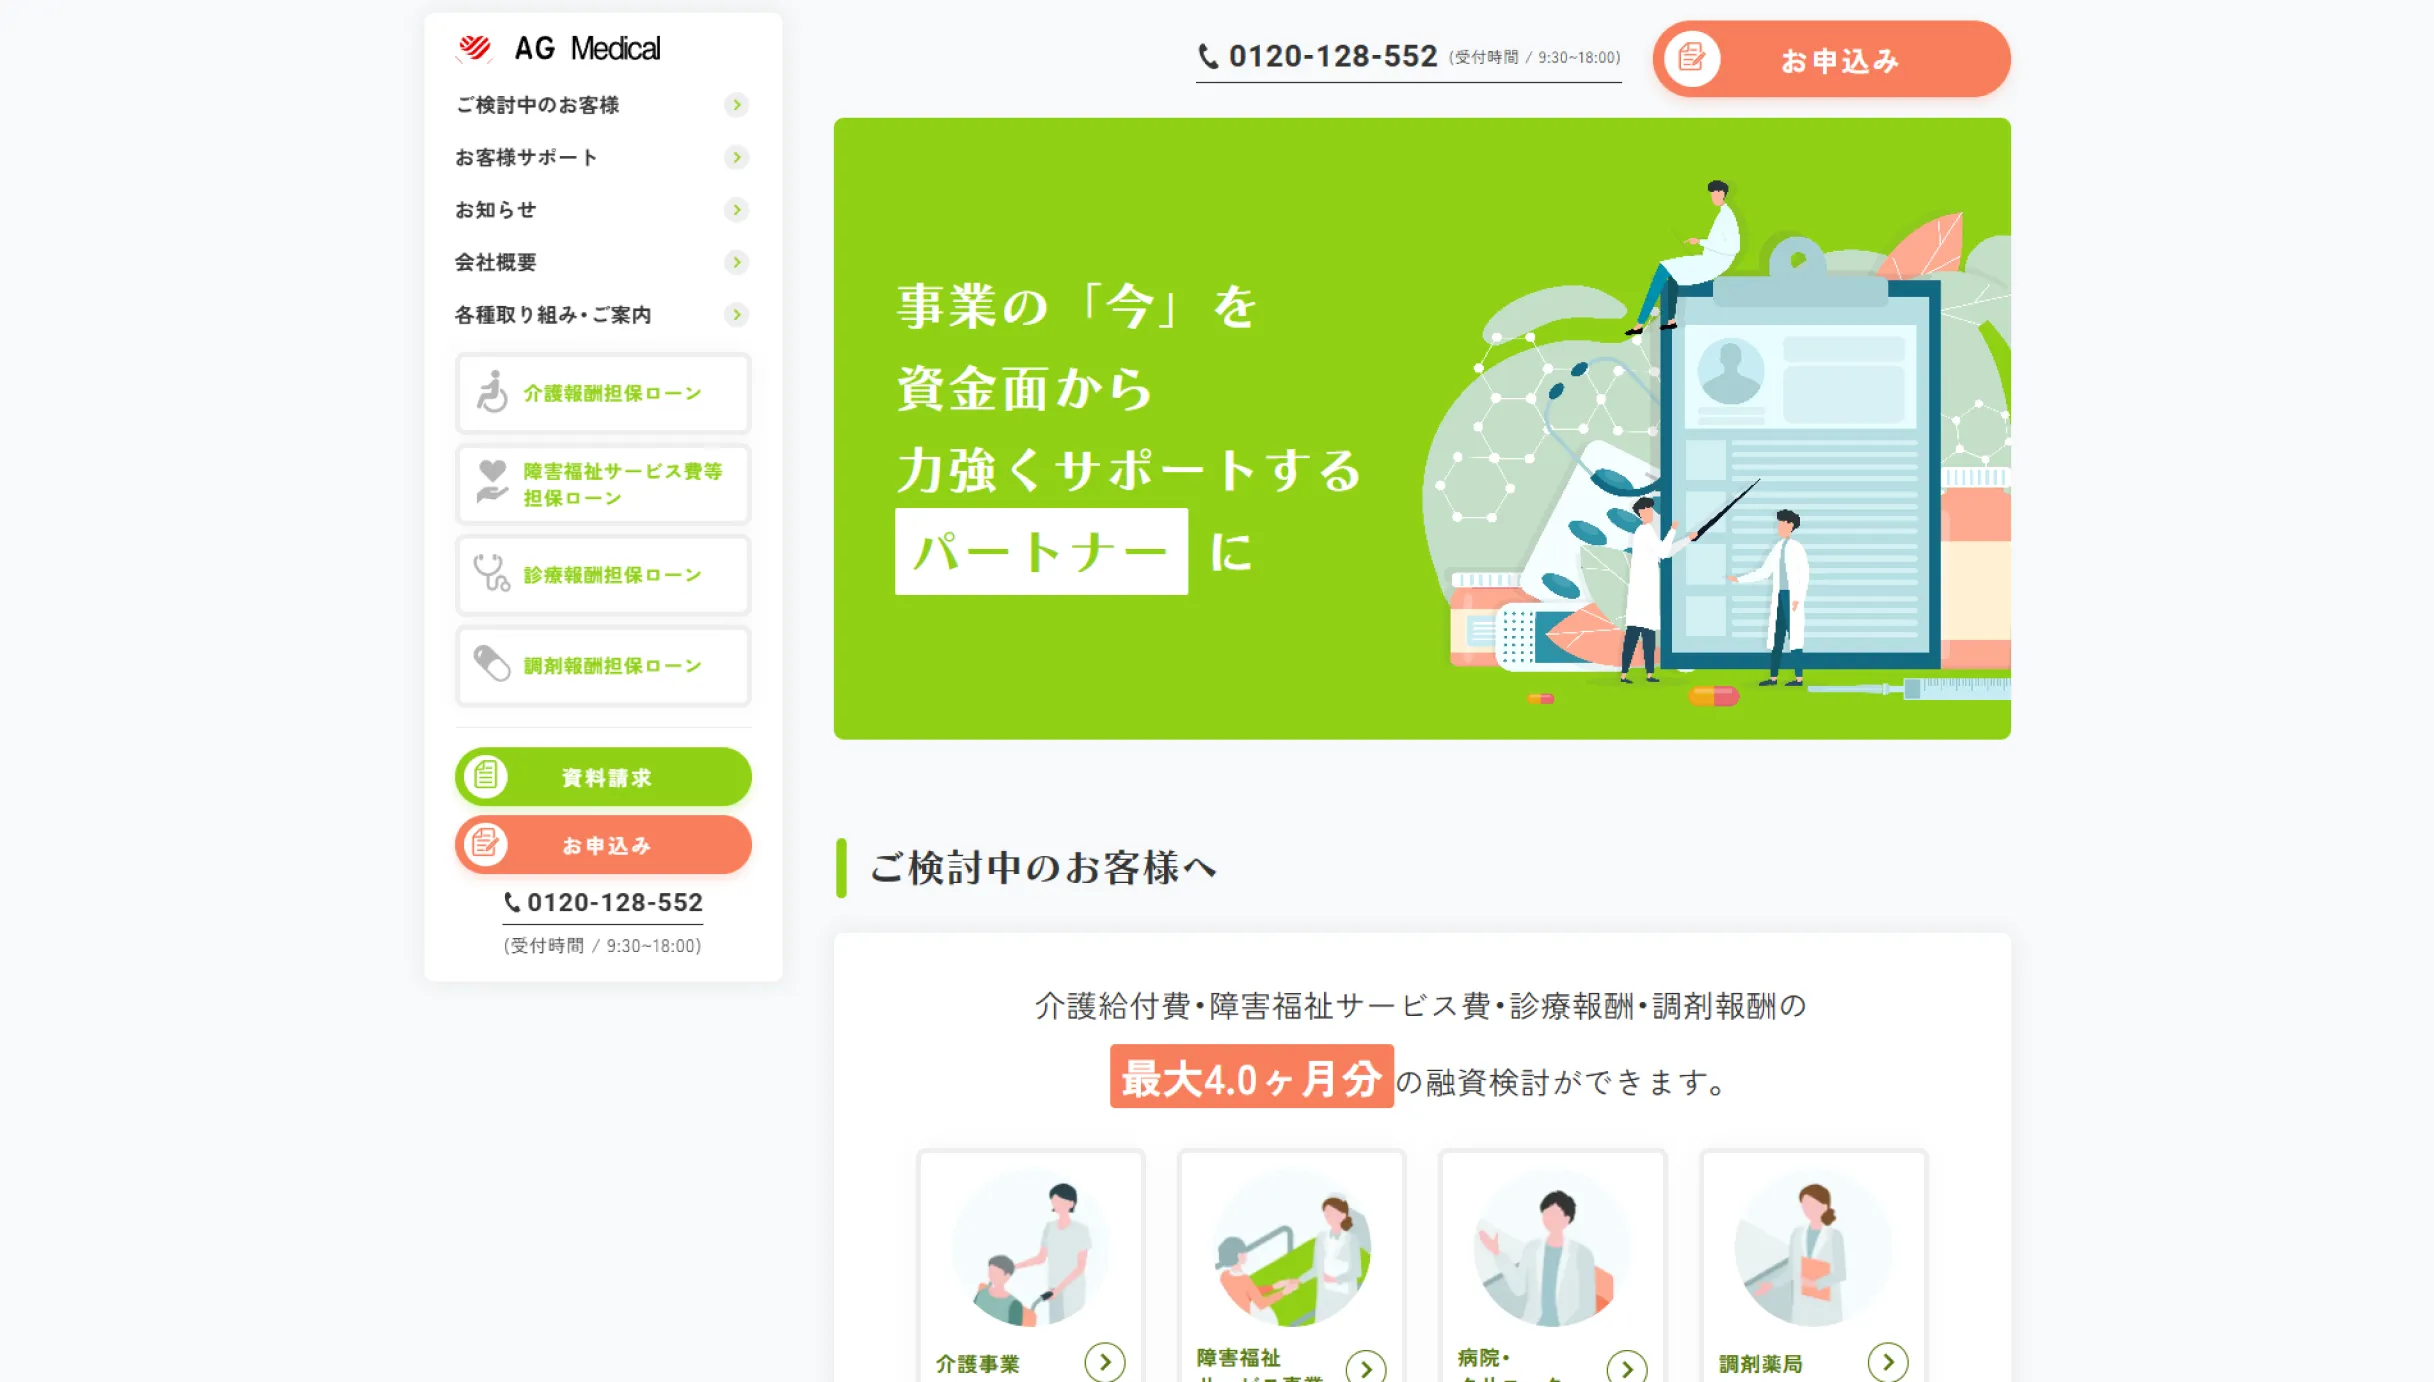 AG Medical
ご検討中のお客様
お客様サポート
お知らせ
会社概要
各種取り組み・ご案内
介護報酬担保ローン
障害福祉サービス費等
担保ローン
診療報酬担保ローン
調剤報酬担保ローン
資料請求
お申込み
0120-128-552
(受付時間 / 9:30~18:00)
0120-128-552 (受付時間 / 9:30~18:00)
お申込み
事業の「今」を
資金面から
力強くサポートする
パートナー に
ご検討中のお客様へ
介護給付費・障害福祉サービス費・診療報酬・調剤報酬の
最大4.0ヶ月分の融資検討ができます。
介護事業
障害福祉
病院・
調剤薬局